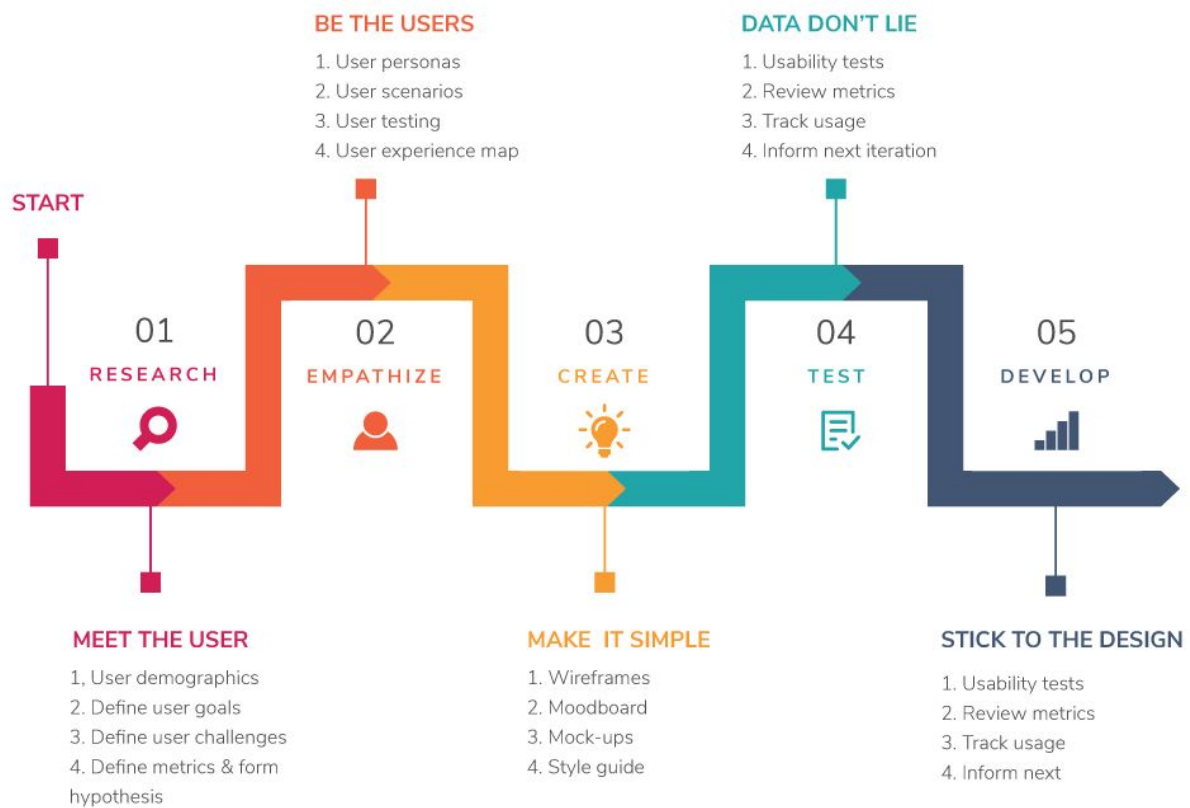 START
01
RESEARCH
MEET THE USER
1, User demographics
2. Define user goals
3. Define user challenges
4. Define metrics & form
hypothesis
BE THE USERS
1. User personas
2. User scenarios
3. User testing
4. User experience map
02
EMPATHIZE
03
CREATE
MAKE IT SIMPLE
1. Wireframes
2. Moodboard
3. Mock-ups
4. Style guide
DATA DON'T LIE
1. Usability tests
2. Review metrics
3. Track usage
4. Inform next iteration
04
TEST
05
DEVELOP
STICK TO THE DESIGN
1. Usability tests
2. Review metrics
3. Track usage
4. Inform next